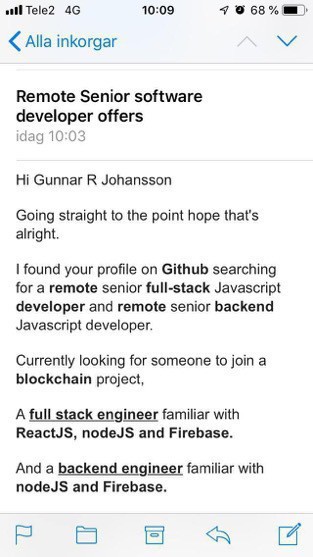 Tele2 4G 10:09 68 %
Alla inkorgar
Remote Senior software
developer offers
idag 10:03
Hi Gunnar R Johansson
Going straight to the point hope that's
alright.
I found your profile on Github searching
for a remote senior full-stack Javascript
developer and remote senior backend
Javascript developer.
Currently looking for someone to join a
blockchain project,
A full stack engineer familiar with
ReactJS, nodeJS and Firebase.
And a backend engineer familiar with
nodeJS and Firebase.